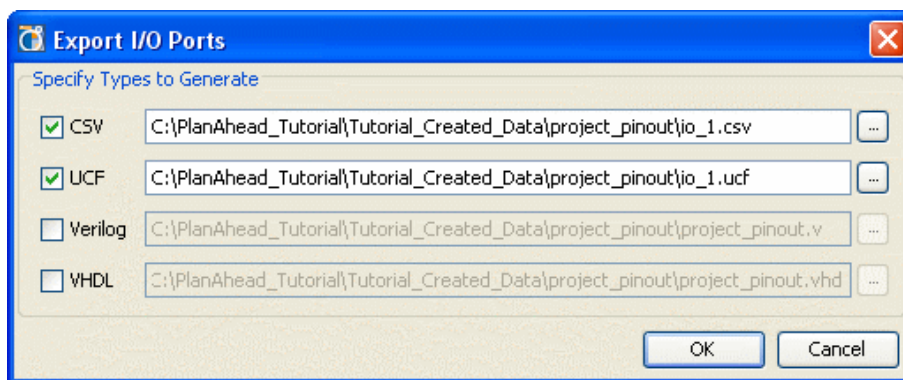 Export I/O Ports
Specify Types to Generate
CSV C:\PlanAhead_Tutorial\Tutorial_Created_Data\project_pinout\io_1.csv ...
UCF C:\PlanAhead_Tutorial\Tutorial_Created_Data\project_pinout\io_1.ucf ...
Verilog C:\PlanAhead_Tutorial\Tutorial_Created_Data\project_pinout\project_pinout.v ...
VHDL C:\PlanAhead_Tutorial\Tutorial_Created_Data\project_pinout\project_pinout.vhd ...
OK Cancel